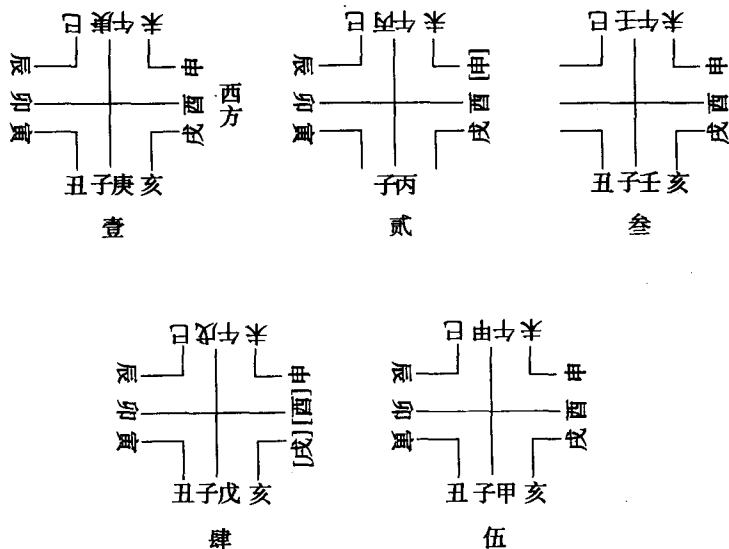 巳 庚午 未
辰 申
卯 酉 西方
寅 戌
丑 子庚 亥
壹
巳 丙午 未
辰 [申]
卯 酉
寅 戌
子丙
贰
巳 壬午 未
申
酉
戌
丑 子壬 亥
叁
巳 戊午 未
辰 申
卯 [酉]
寅 [戌]
丑 子戊 亥
肆
巳 甲午 未
辰 申
卯 酉
寅 戌
丑 子甲 亥
伍